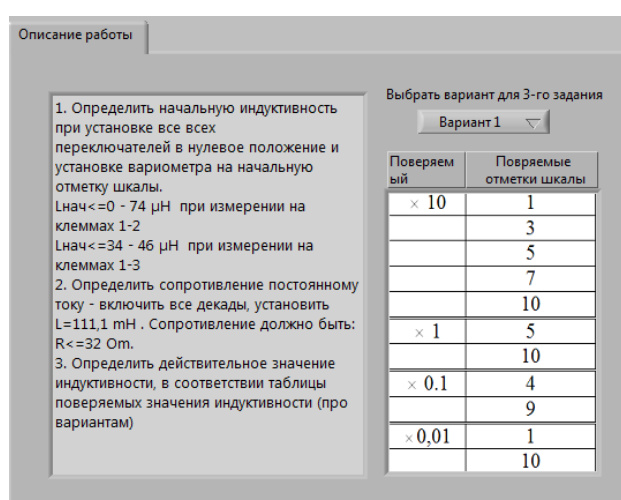 Описание работы
1. Определить начальную индуктивность
при установке все всех
переключателей в нулевое положение и
установке вариометра на начальную
отметку шкалы.
Lнач<=0 - 74 µH при измерении на
клеммах 1-2
Lнач<=34 - 46 µH при измерении на
клеммах 1-3
2. Определить сопротивление постоянному
току - включить все декады, установить
L=111,1 mH . Сопротивление должно быть:
R<=32 Om.
3. Определить действительное значение
индуктивности, в соответствии таблицы
поверяемых значения индуктивности (про
вариантам)
Выбрать вариант для 3-го задания
Вариант 1
Поверяем Повряемые
ый отметки шкалы
× 10 1
3
5
7
10
× 1 5
10
× 0.1 4
9
× 0,01 1
10